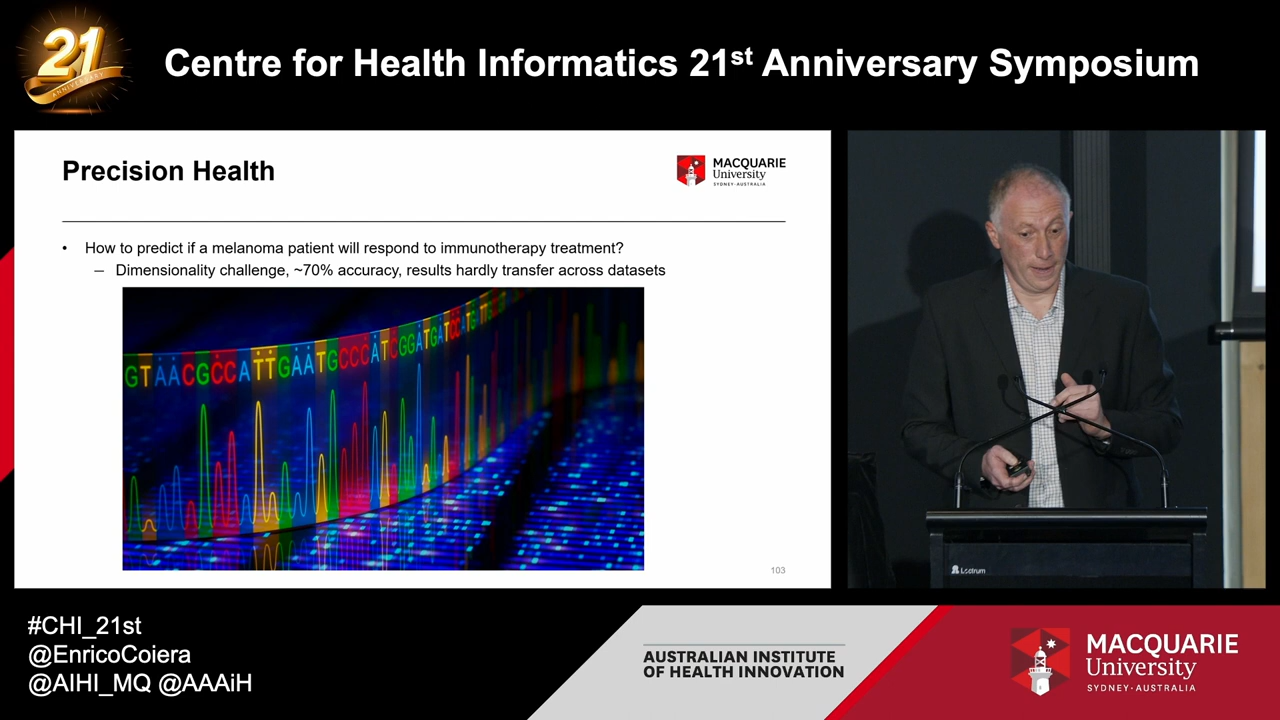 21
ANNIVERSARY
Centre for Health Informatics 21st Anniversary Symposium
Precision Health
MACQUARIE
University
SYDNEY·AUSTRALIA
• How to predict if a melanoma patient will respond to immunotherapy treatment?
– Dimensionality challenge, ~70% accuracy, results hardly transfer across datasets
GTAACGCCATTGAATGCCCATCGGATGATCCATGTTG
103
Lectrum
#CHI_21st
@EnricoCoiera
@AIHI_MQ @AAAiH
AUSTRALIAN INSTITUTE
OF HEALTH INNOVATION
MACQUARIE
University
SYDNEY·AUSTRALIA